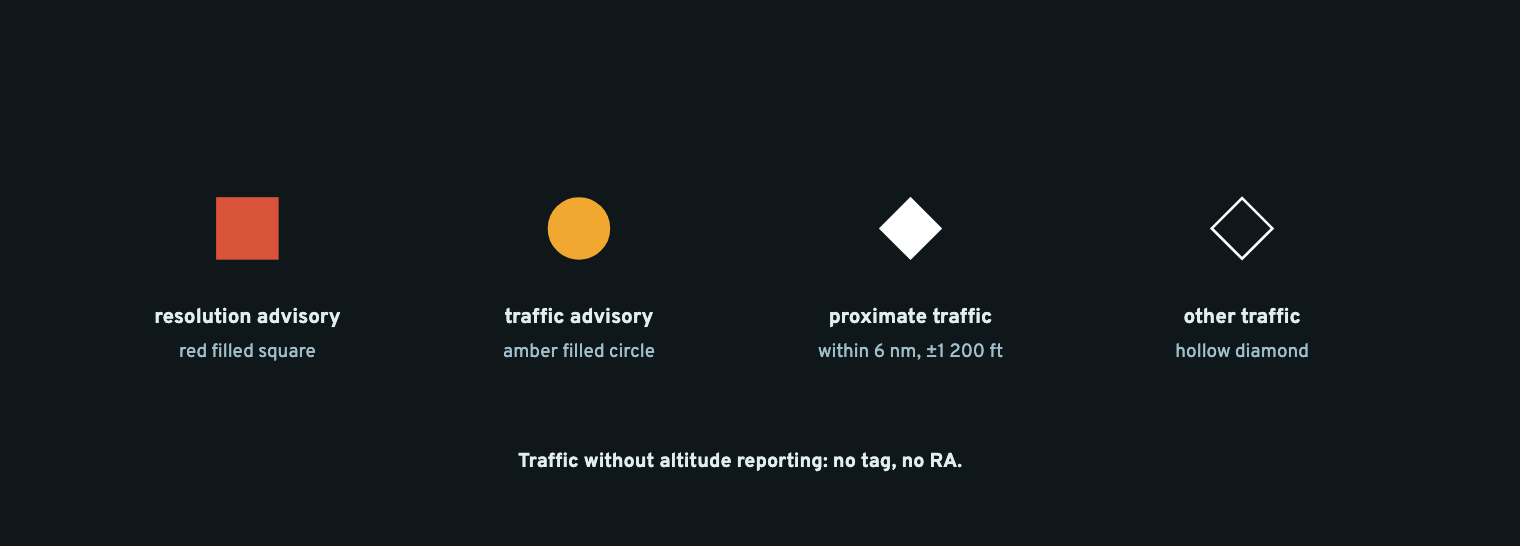 resolution advisory
traffic advisory
proximate traffic
other traffic
red filled square
amber filled circle
within 6 nm, ±1 200 ft
hollow diamond
Traffic without altitude reporting: no tag, no RA.